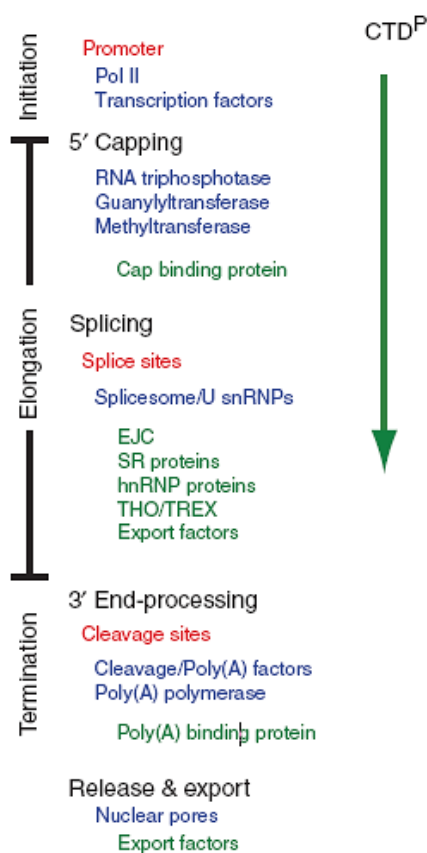 CTDP
Initiation
Promoter
Pol II
Transcription factors
5′ Capping
RNA triphosphotase
Guanylyltransferase
Methyltransferase
Cap binding protein
Elongation
Splicing
Splice sites
Splicesome/U snRNPs
EJC
SR proteins
hnRNP proteins
THO/TREX
Export factors
Termination
3′ End-processing
Cleavage sites
Cleavage/Poly(A) factors
Poly(A) polymerase
Poly(A) binding protein
Release & export
Nuclear pores
Export factors